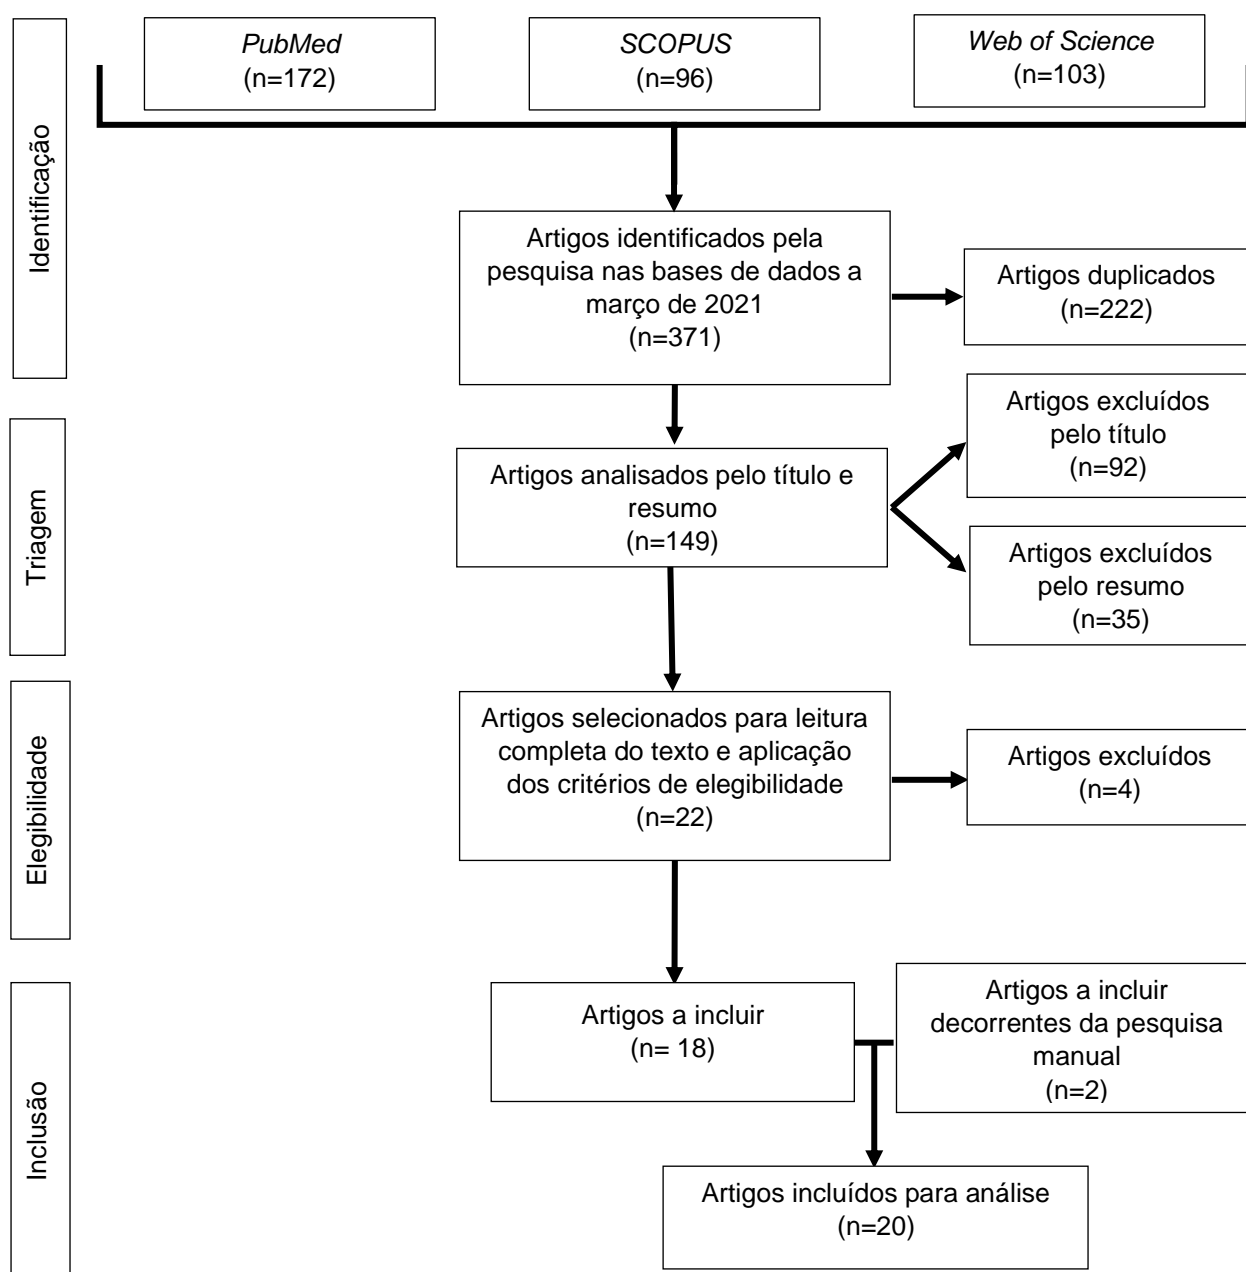 PubMed
(n=172)
SCOPUS
(n=96)
Web of Science
(n=103)
Identificação
Artigos identificados pela
pesquisa nas bases de dados a
março de 2021
(n=371)
Artigos duplicados
(n=222)
Triagem
Artigos analisados pelo título e
resumo
(n=149)
Artigos excluídos
pelo título
(n=92)
Artigos excluídos
pelo resumo
(n=35)
Elegibilidade
Artigos selecionados para leitura
completa do texto e aplicação
dos critérios de elegibilidade
(n=22)
Artigos excluídos
(n=4)
Inclusão
Artigos a incluir
(n= 18)
Artigos a incluir
decorrentes da pesquisa
manual
(n=2)
Artigos incluídos para análise
(n=20)